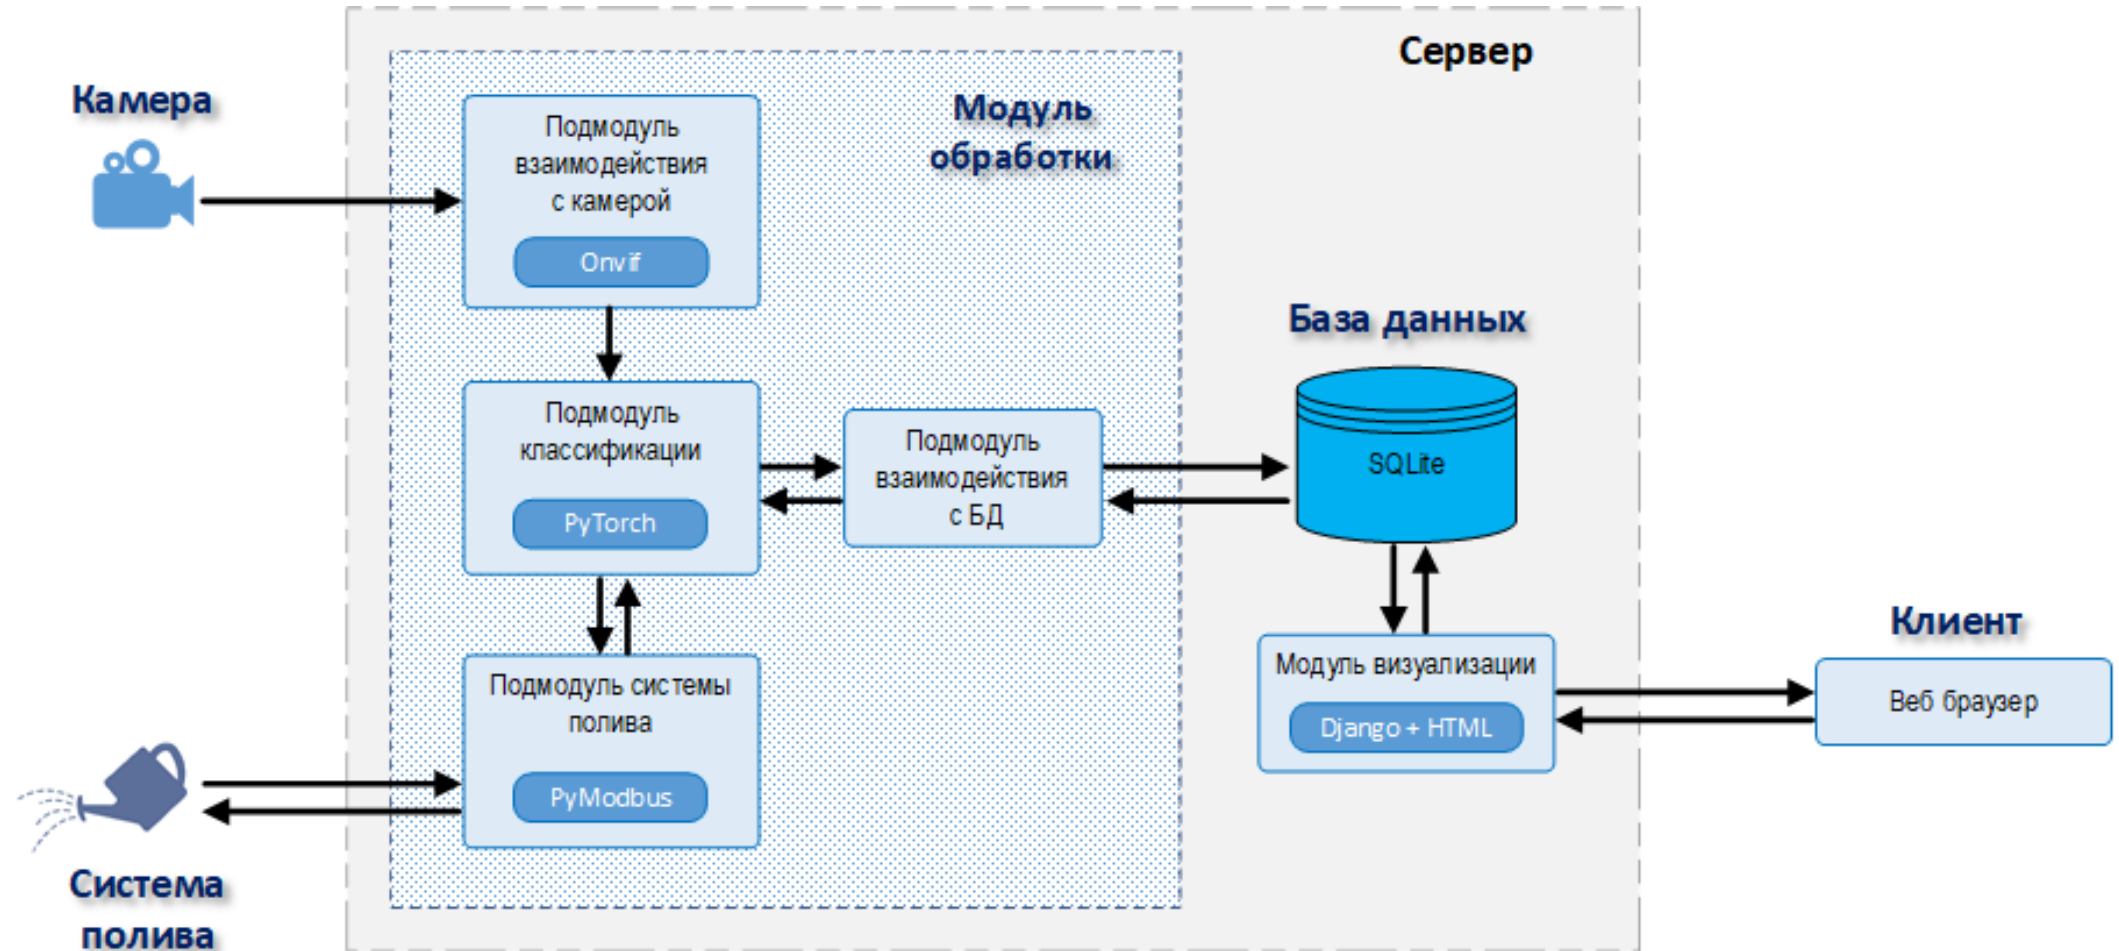 Сервер
Камера
Модуль
обработки
Подмодуль
взаимодействия
с камерой
Onvif
База данных
Подмодуль
классификации
PyTorch
Подмодуль
взаимодействия
с БД
SQLite
Клиент
Подмодуль системы
полива
PyModbus
Модуль визуализации
Django + HTML
Веб браузер
Система
полива